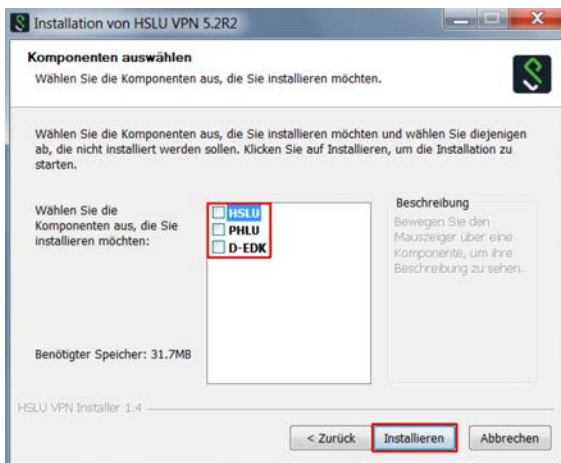 Installation von HSLU VPN 5.2R2
Komponenten auswählen
Wählen Sie die Komponenten aus, die Sie installieren möchten.
Wählen Sie die Komponenten aus, die Sie installieren möchten und wählen Sie diejenigen
ab, die nicht installiert werden sollen. Klicken Sie auf Installieren, um die Installation zu
starten.
Wählen Sie die
Komponenten aus, die Sie
installieren möchten:
HSLU
PHLU
D-EDK
Beschreibung
Bewegen Sie den
Mauszeiger über eine
Komponente, um ihre
Beschreibung zu sehen.
Benötigter Speicher: 31.7MB
HSLU VPN Installer 1.4
< Zurück
Installieren
Abbrechen